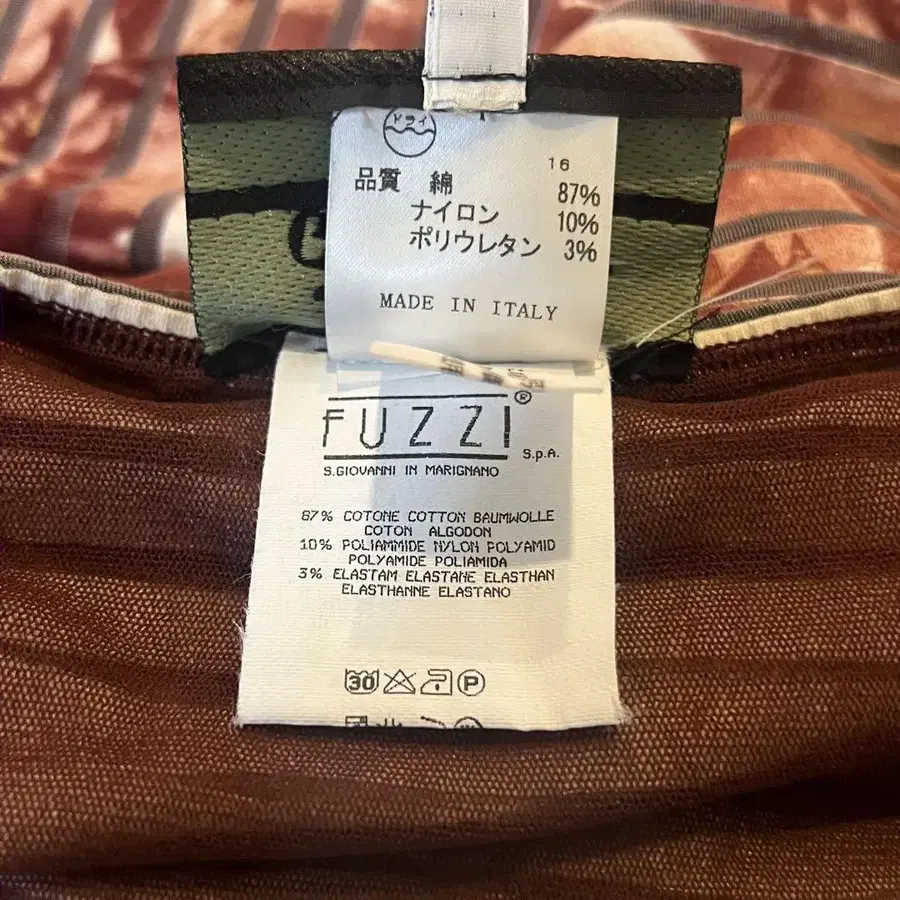 ドライ
16
品質 綿 87%
ナイロン 10%
ポリウレタン 3%
MADE IN ITALY
FUZZI®
S.p.A.
S.GIOVANNI IN MARIGNANO
87% COTONE COTTON BAUMWOLLE
COTON ALGODON
10% POLIAMMIDE NYLON POLYAMID
POLYAMIDE POLIAMIDA
3% ELASTAM ELASTANE ELASTHAN
ELASTHANNE ELASTANO
30 P